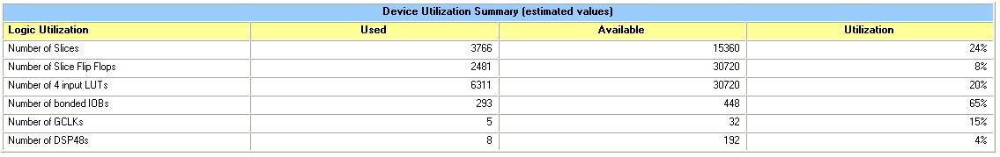 Device Utilization Summary (estimated values)
Logic Utilization Used Available Utilization
Number of Slices 3766 15360 24%
Number of Slice Flip Flops 2481 30720 8%
Number of 4 input LUTs 6311 30720 20%
Number of bonded IOBs 293 448 65%
Number of GCLKs 5 32 15%
Number of DSP48s 8 192 4%